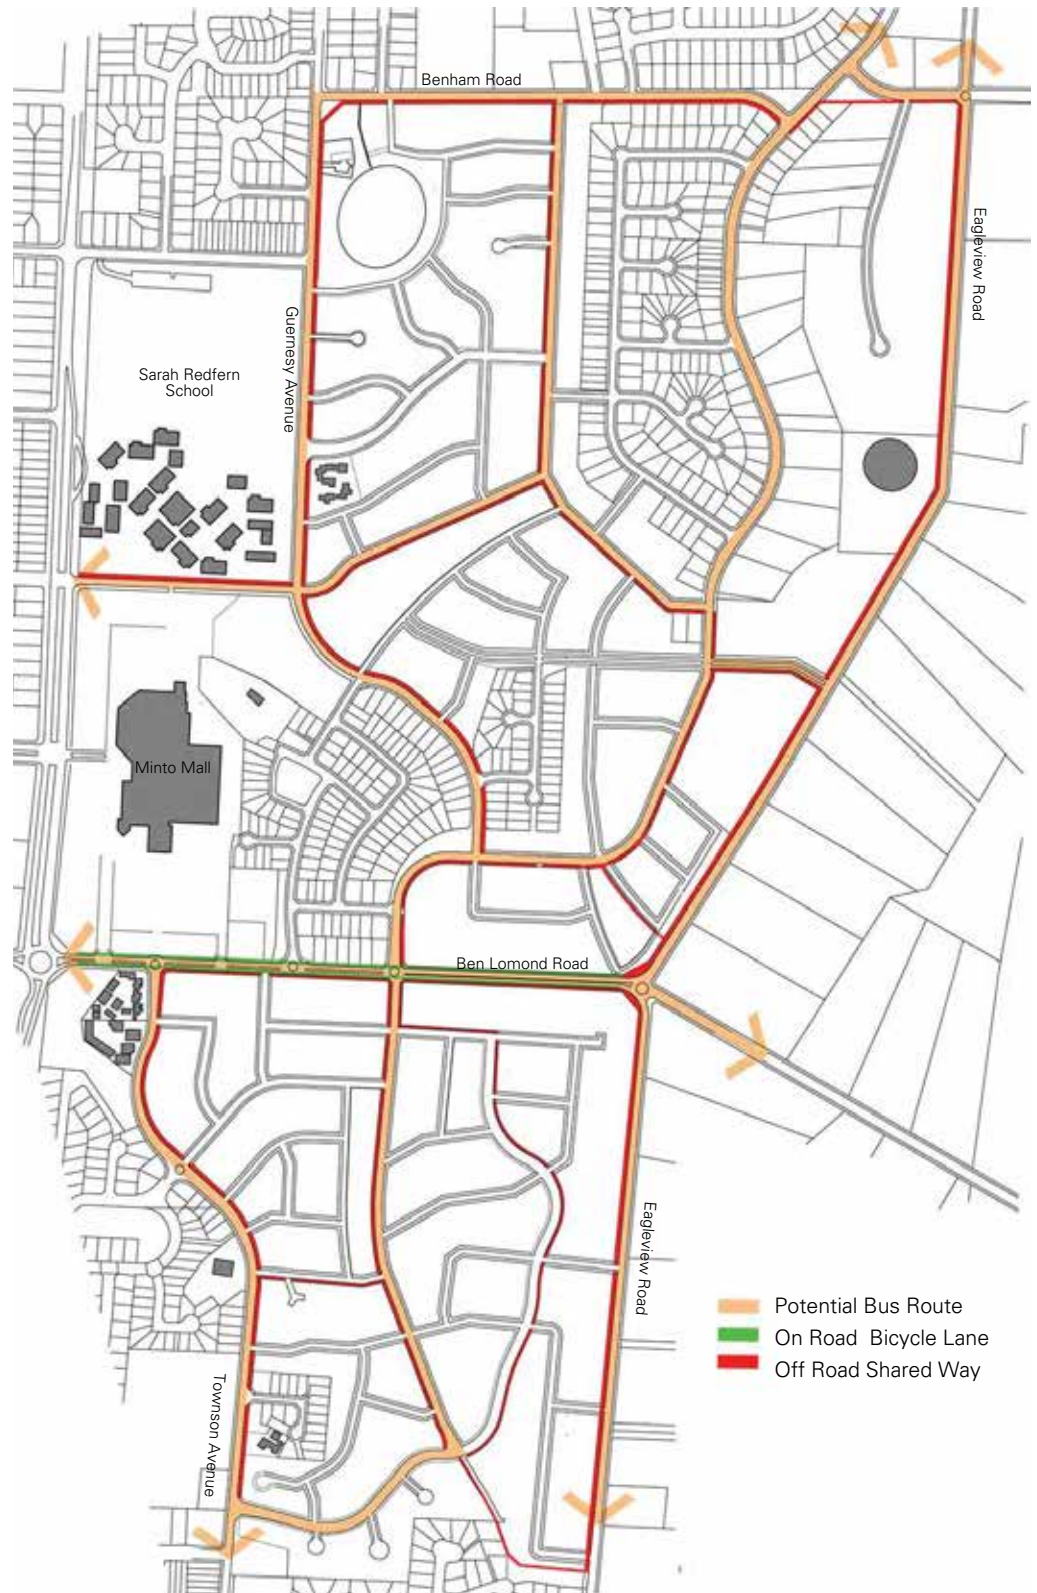 Benham Road
Eagleview Road
Guernesy Avenue
Sarah Redfern
School
Minto Mall
Ben Lomond Road
Eagleview Road
Potential Bus Route
On Road Bicycle Lane
Off Road Shared Way
Townson Avenue